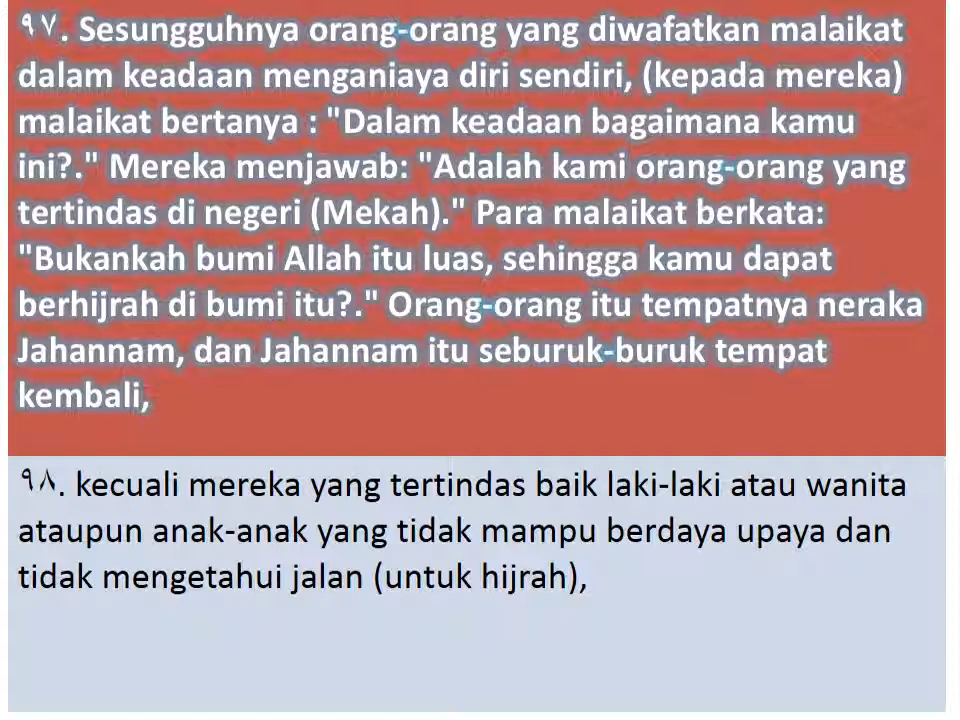 ٩٧. Sesungguhnya orang-orang yang diwafatkan malaikat
dalam keadaan menganiaya diri sendiri, (kepada mereka)
malaikat bertanya : "Dalam keadaan bagaimana kamu
ini?." Mereka menjawab: "Adalah kami orang-orang yang
tertindas di negeri (Mekah)." Para malaikat berkata:
"Bukankah bumi Allah itu luas, sehingga kamu dapat
berhijrah di bumi itu?." Orang-orang itu tempatnya neraka
Jahannam, dan Jahannam itu seburuk-buruk tempat
kembali,
٩٨. kecuali mereka yang tertindas baik laki-laki atau wanita
ataupun anak-anak yang tidak mampu berdaya upaya dan
tidak mengetahui jalan (untuk hijrah),